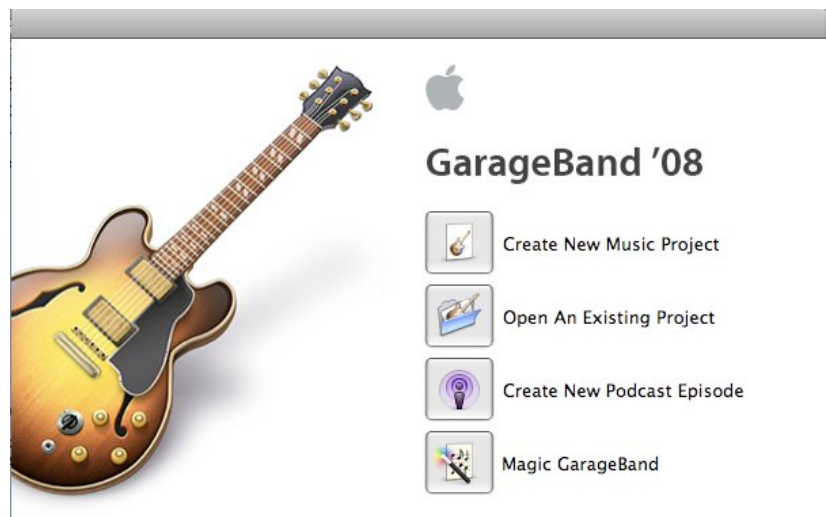 GarageBand ’08
Create New Music Project
Open An Existing Project
Create New Podcast Episode
Magic GarageBand